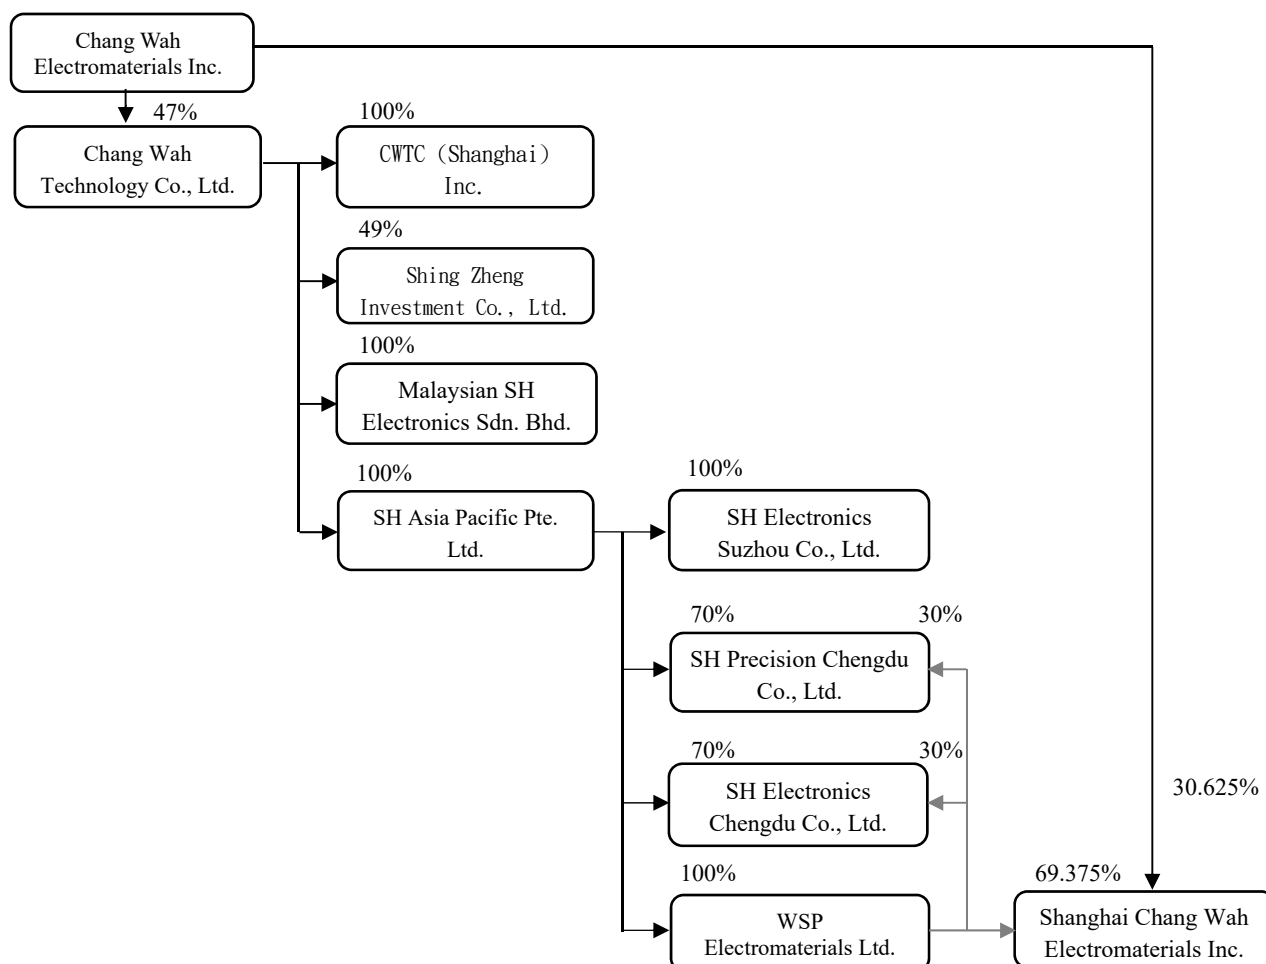 Chang Wah
Electromaterials Inc.
47%
100%
Chang Wah
Technology Co., Ltd.
CWTC (Shanghai)
Inc.
49%
Shing Zheng
Investment Co., Ltd.
100%
Malaysian SH
Electronics Sdn. Bhd.
100%
100%
SH Asia Pacific Pte.
Ltd.
SH Electronics
Suzhou Co., Ltd.
70%
30%
SH Precision Chengdu
Co., Ltd.
70%
30%
SH Electronics
Chengdu Co., Ltd.
30.625%
100%
69.375%
WSP
Electromaterials Ltd.
Shanghai Chang Wah
Electromaterials Inc.